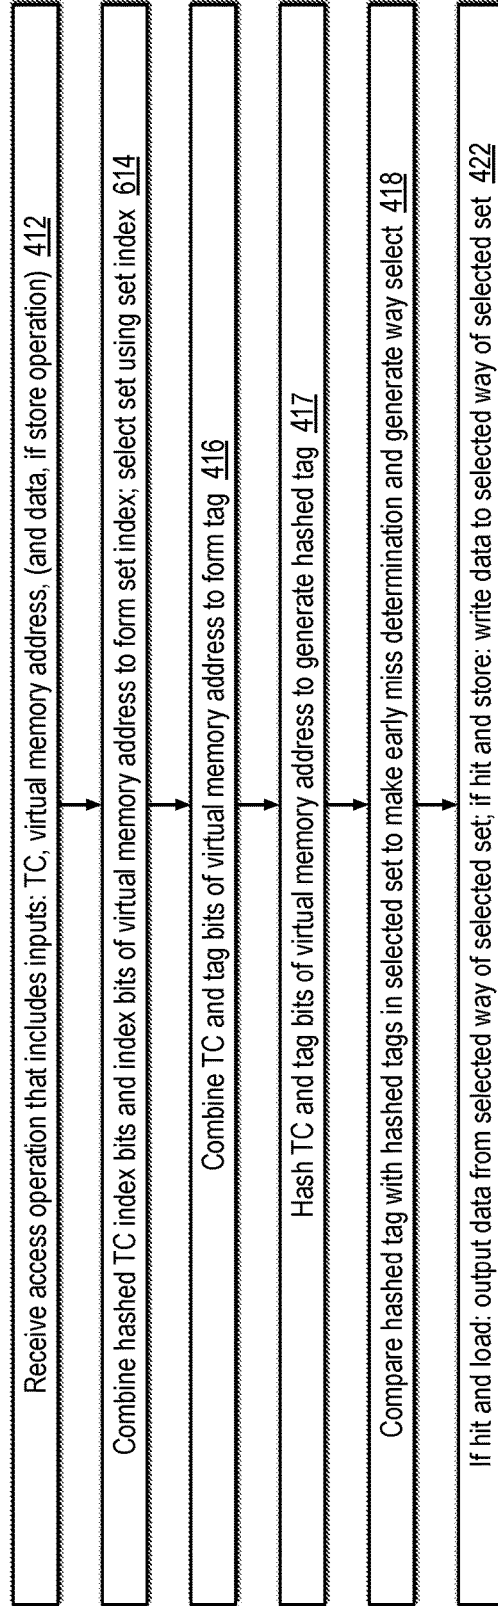 Receive access operation that includes inputs: TC, virtual memory address, (and data, if store operation) 412
Combine hashed TC index bits and index bits of virtual memory address to form set index; select set using set index 614
Combine TC and tag bits of virtual memory address to form tag 416
Hash TC and tag bits of virtual memory address to generate hashed tag 417
Compare hashed tag with hashed tags in selected set to make early miss determination and generate way select 418
If hit and load: output data from selected way of selected set; if hit and store: write data to selected way of selected set 422